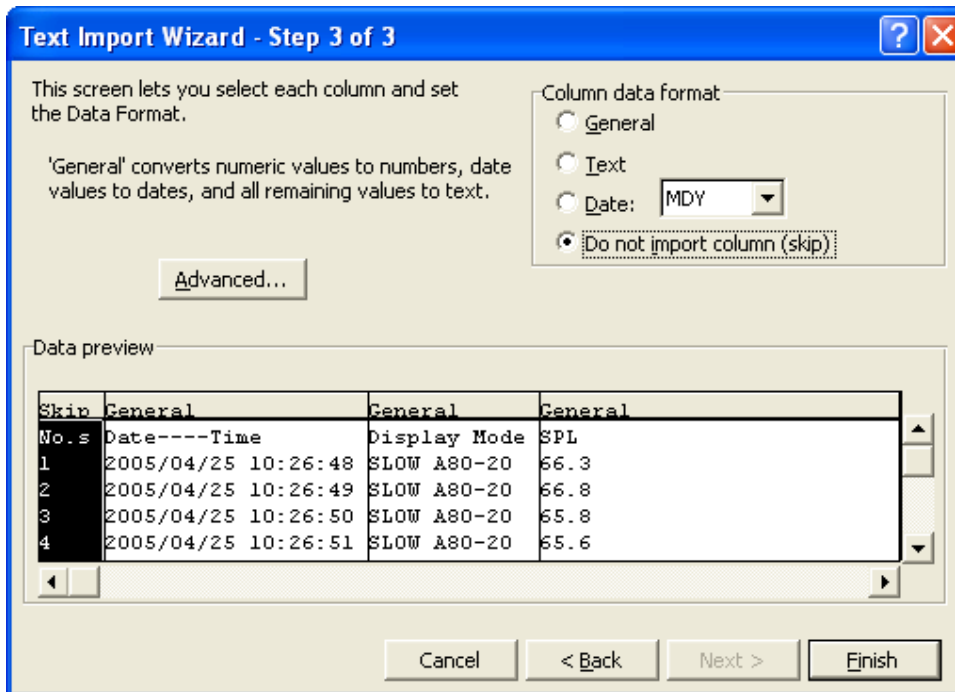 Text Import Wizard - Step 3 of 3
This screen lets you select each column and set
the Data Format.
'General' converts numeric values to numbers, date
values to dates, and all remaining values to text.
Advanced...
Column data format
General
Text
Date: MDY
Do not import column (skip)
Data preview
Skip General General General
No.s Date----Time Display Mode SPL
1 2005/04/25 10:26:48 SLOW A80-20 66.3
2 2005/04/25 10:26:49 SLOW A80-20 66.8
3 2005/04/25 10:26:50 SLOW A80-20 65.8
4 2005/04/25 10:26:51 SLOW A80-20 65.6
Cancel < Back Next > Finish